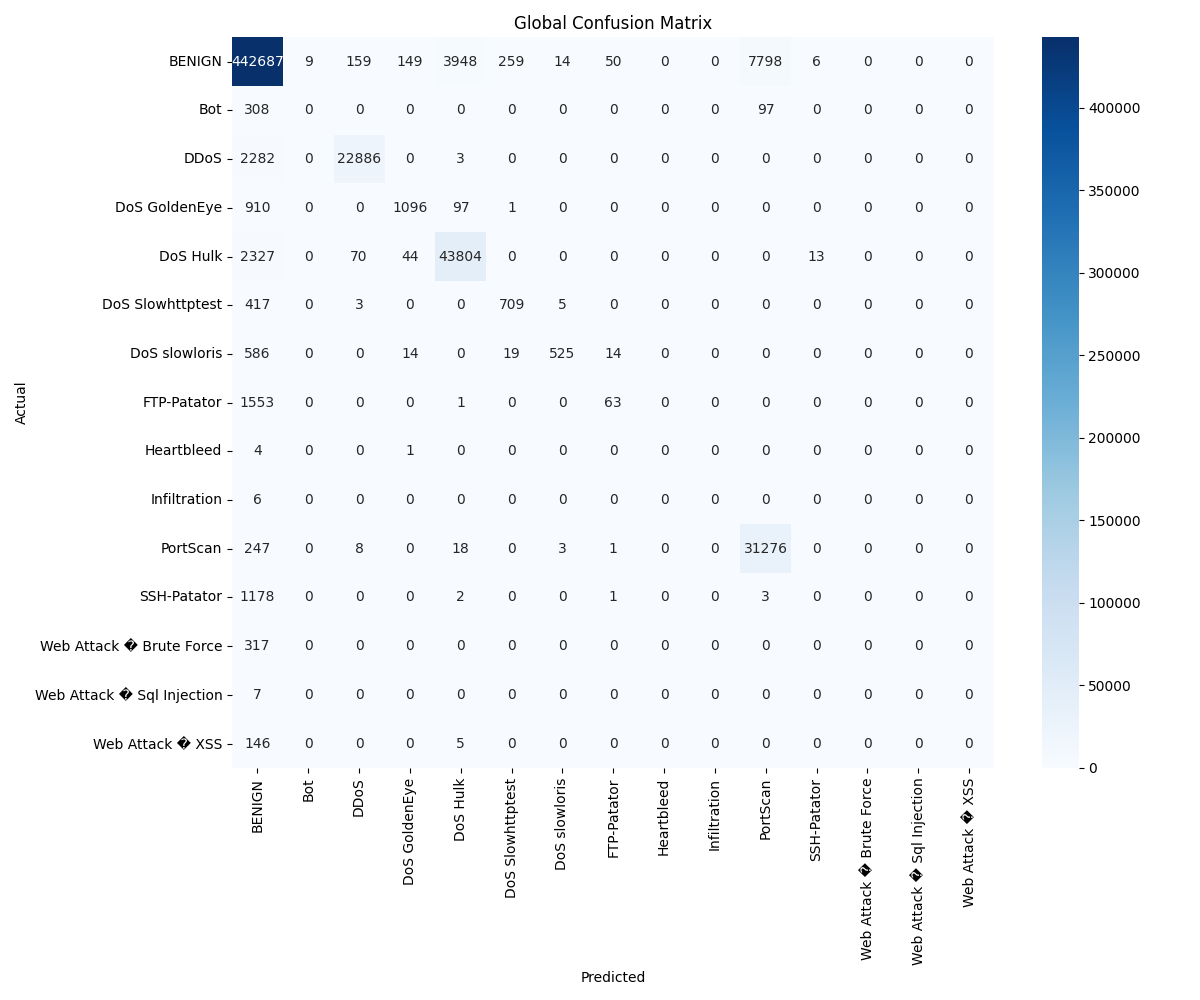 Global Confusion Matrix
BENIGN 442687 9 159 149 3948 259 14 50 0 0 7798 6 0 0 0
Bot 308 0 0 0 0 0 0 0 0 0 97 0 0 0 0
DDoS 2282 0 22886 0 3 0 0 0 0 0 0 0 0 0 0
DoS GoldenEye 910 0 0 1096 97 1 0 0 0 0 0 0 0 0 0
DoS Hulk 2327 0 70 44 43804 0 0 0 0 0 0 13 0 0 0
DoS Slowhttptest 417 0 3 0 0 709 5 0 0 0 0 0 0 0 0
DoS slowloris 586 0 0 14 0 19 525 14 0 0 0 0 0 0 0
FTP-Patator 1553 0 0 0 1 0 0 63 0 0 0 0 0 0 0
Heartbleed 4 0 0 1 0 0 0 0 0 0 0 0 0 0 0
Infiltration 6 0 0 0 0 0 0 0 0 0 0 0 0 0 0
PortScan 247 0 8 0 18 0 3 1 0 0 31276 0 0 0 0
SSH-Patator 1178 0 0 0 2 0 0 1 0 0 3 0 0 0 0
Web Attack � Brute Force 317 0 0 0 0 0 0 0 0 0 0 0 0 0 0
Web Attack � Sql Injection 7 0 0 0 0 0 0 0 0 0 0 0 0 0 0
Web Attack � XSS 146 0 0 0 5 0 0 0 0 0 0 0 0 0 0
Actual
BENIGN
Bot
DDoS
DoS GoldenEye
DoS Hulk
DoS Slowhttptest
DoS slowloris
FTP-Patator
Heartbleed
Infiltration
PortScan
SSH-Patator
Web Attack � Brute Force
Web Attack � Sql Injection
Web Attack � XSS
Predicted
400000
350000
300000
250000
200000
150000
100000
50000
0